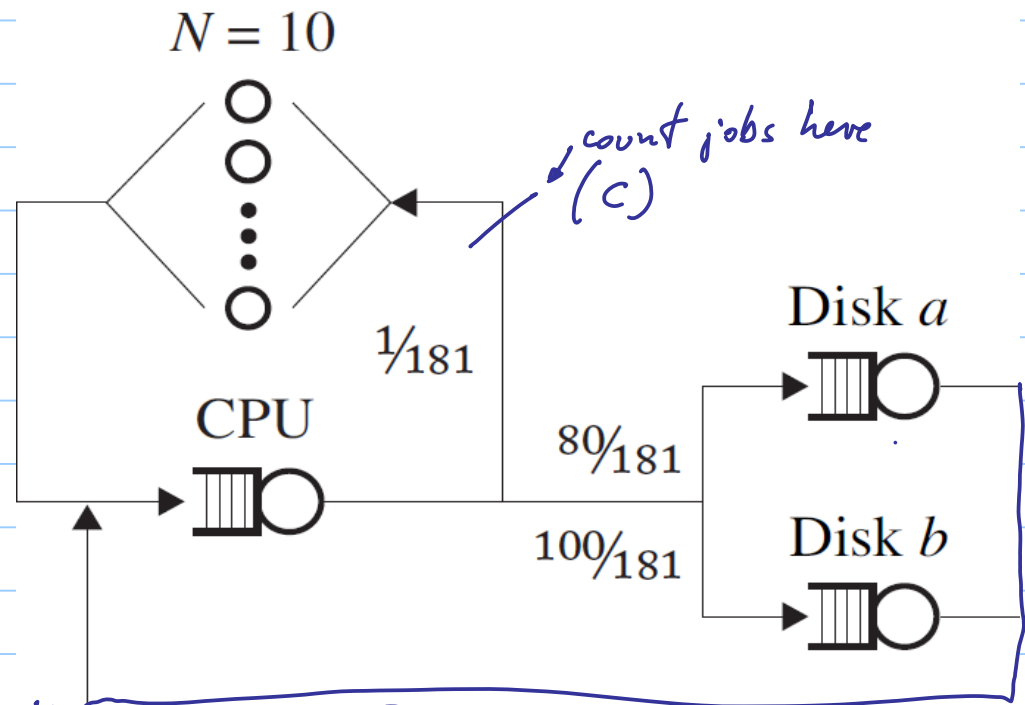 N = 10
count jobs here
(C)
1/181
Disk a
CPU
80/181
100/181
Disk b